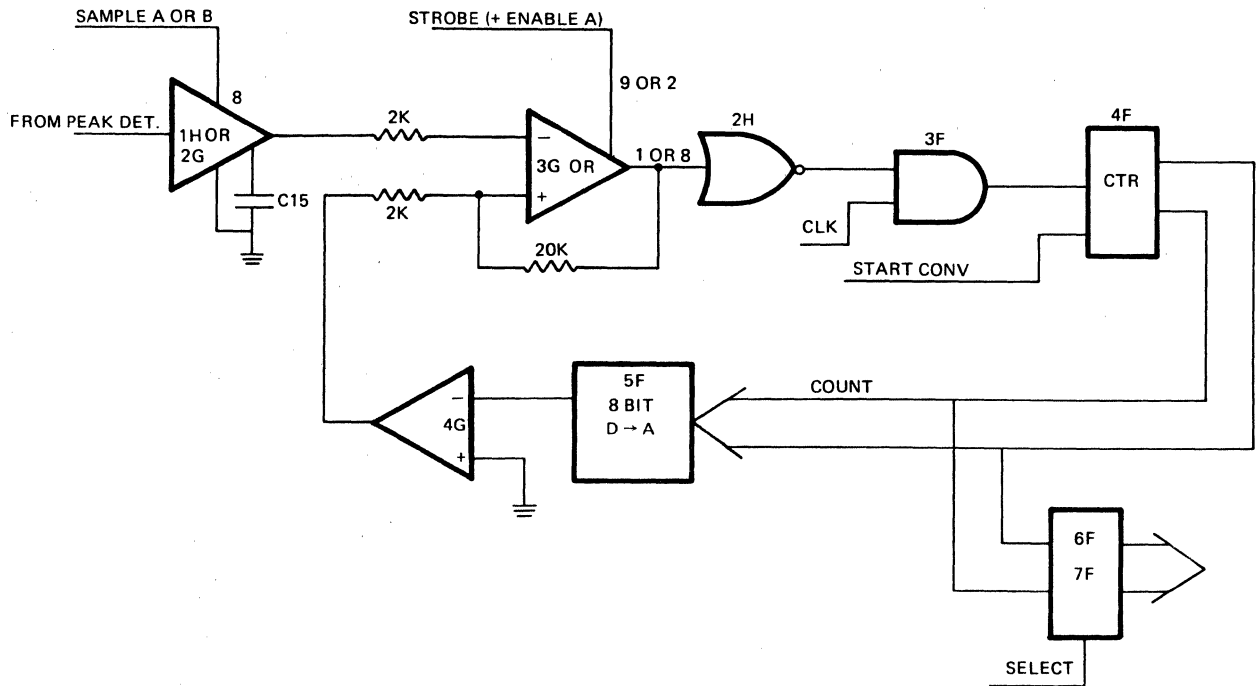 SAMPLE A OR B
STROBE (+ ENABLE A)
8
9 OR 2
FROM PEAK DET.
1H OR
2G
2K
−
3G OR
+
1 OR 8
2H
3F
4F
CTR
C15
2K
20K
CLK
START CONV
5F
8 BIT
D → A
COUNT
−
4G
+
6F
7F
SELECT